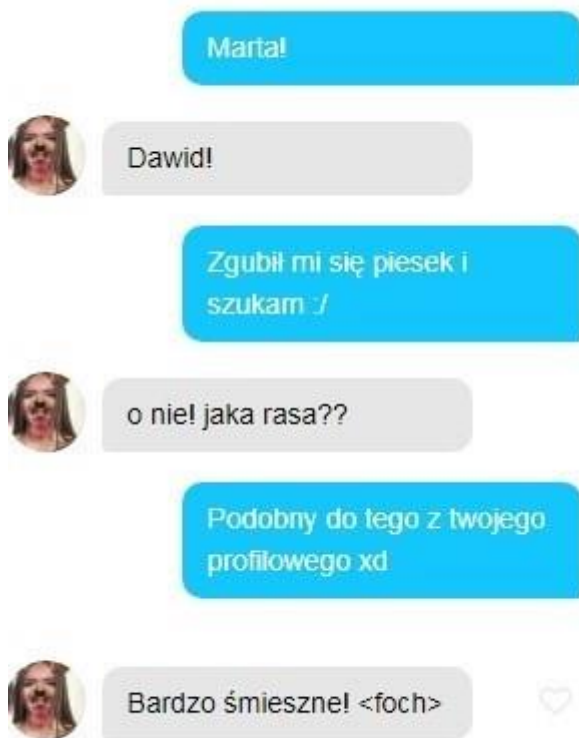 Marta!
Dawid!
Zgubił mi się piesek i
szukam :/
o nie! jaka rasa??
Podobny do tego z twojego
profilowego xd
Bardzo śmieszne! <foch>